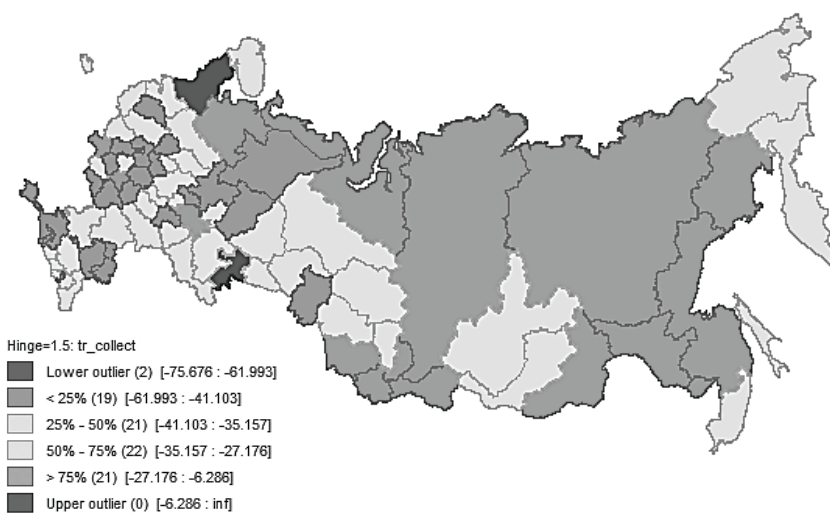 Hinge=1.5: tr_collect
Lower outlier (2) [-75.676 : -61.993]
< 25% (19) [-61.993 : -41.103]
25% - 50% (21) [-41.103 : -35.157]
50% - 75% (22) [-35.157 : -27.176]
> 75% (21) [-27.176 : -6.286]
Upper outlier (0) [-6.286 : inf]